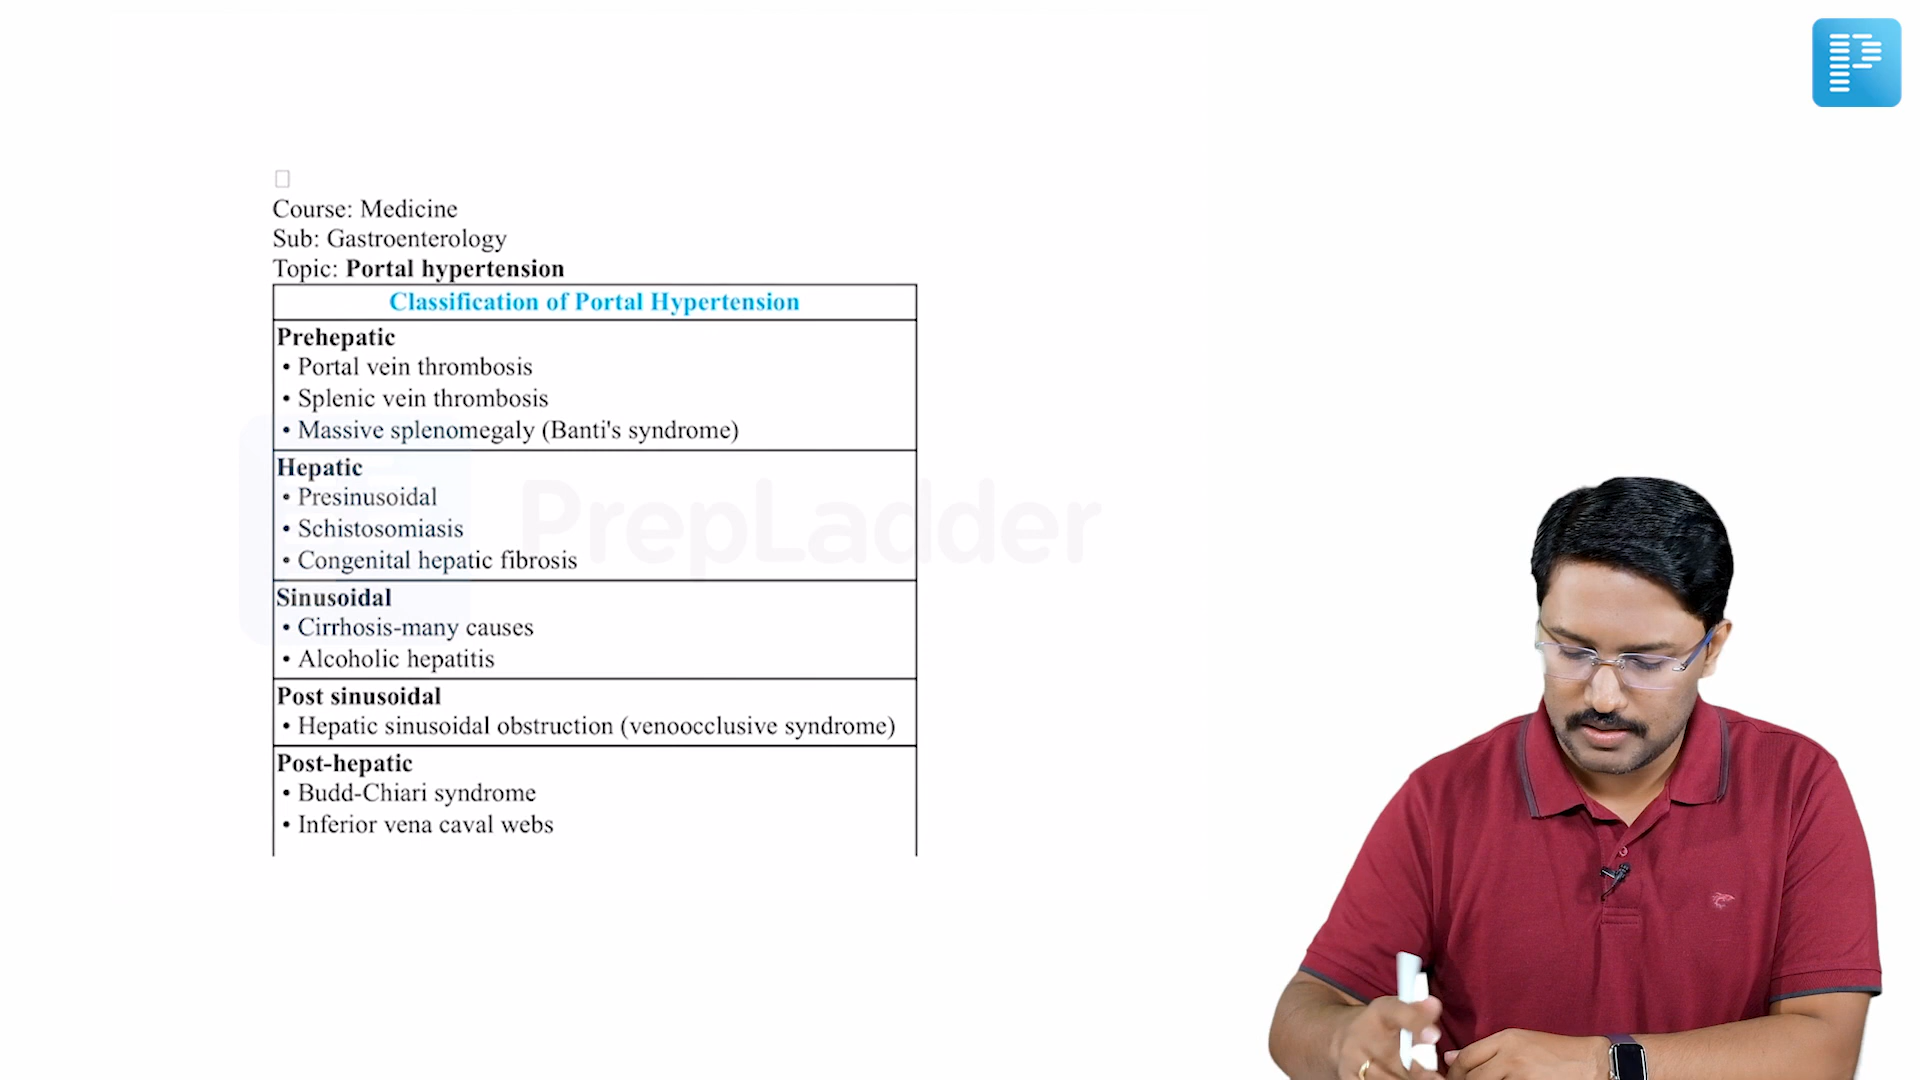 Course: Medicine
Sub: Gastroenterology
Topic: Portal hypertension
Classification of Portal Hypertension
Prehepatic
• Portal vein thrombosis
• Splenic vein thrombosis
• Massive splenomegaly (Banti's syndrome)
Hepatic
• Presinusoidal
• Schistosomiasis
• Congenital hepatic fibrosis
Sinusoidal
• Cirrhosis-many causes
• Alcoholic hepatitis
Post sinusoidal
• Hepatic sinusoidal obstruction (venoocclusive syndrome)
Post-hepatic
• Budd-Chiari syndrome
• Inferior vena caval webs
PrepLadder